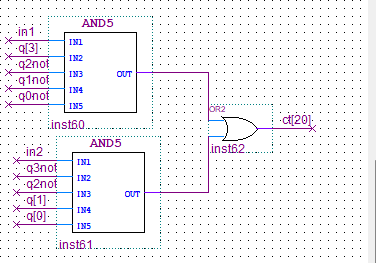 AND5
in1
q[3]
q2not
q1not
q0not
IN1
IN2
IN3
IN4
IN5
OUT
inst60
OR2
ct[20]
inst62
AND5
in2
q3not
q2not
q[1]
q[0]
IN1
IN2
IN3
IN4
IN5
OUT
inst61